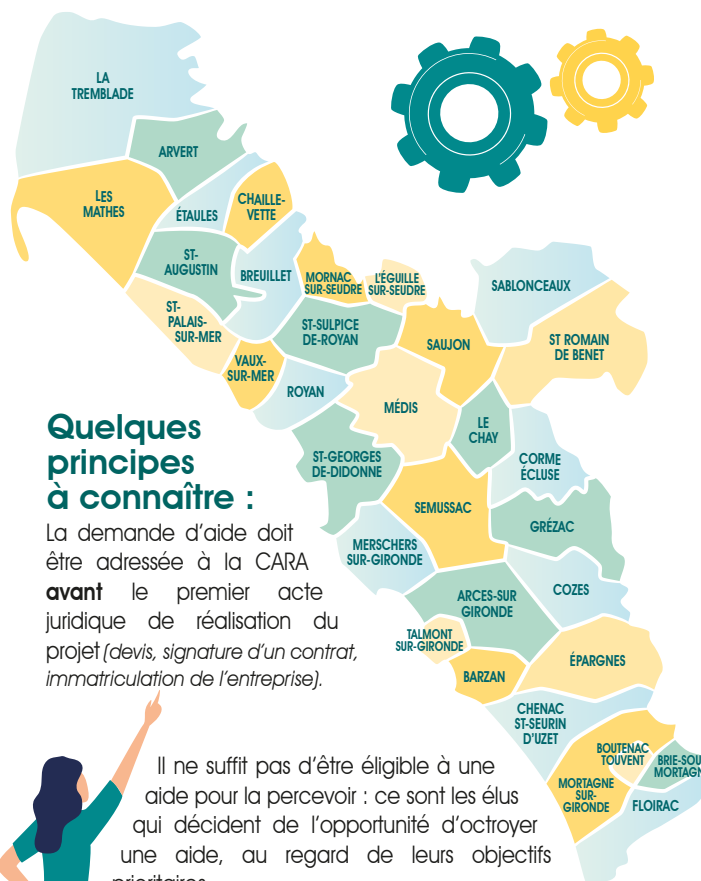 LA
TREMBLADE
ARVERT
LES
MATHES
ÉTAULES
CHAILLE-
VETTE
ST-
AUGUSTIN
BREUILLET
MORNAC
SUR-SEUDRE
L'ÉGUILLE
SUR-SEUDRE
SABLONCEAUX
ST-
PALAIS-
SUR-MER
ST-SULPICE
DE-ROYAN
SAUJON
ST ROMAIN
DE BENET
VAUX-
SUR-MER
ROYAN
MÉDIS
LE
CHAY
ST-GEORGES
DE-DIDONNE
CORME
ÉCLUSE
SEMUSSAC
GRÉZAC
MERSCHERS
SUR-GIRONDE
COZES
ARCES-SUR
GIRONDE
TALMONT
SUR-GIRONDE
BARZAN
ÉPARGNES
CHENAC
ST-SEURIN
D'UZET
BOUTENAC
TOUVENT
BRIE-SOU
MORTAGN
MORTAGNE
SUR-
GIRONDE
FLOIRAC
Quelques
principes
à connaître :
La demande d'aide doit
être adressée à la CARA
avant le premier acte
juridique de réalisation du
projet (devis, signature d'un contrat,
immatriculation de l'entreprise).
Il ne suffit pas d'être éligible à une
aide pour la percevoir : ce sont les élus
qui décident de l'opportunité d'octroyer
une aide, au regard de leurs objectifs
prioritaires